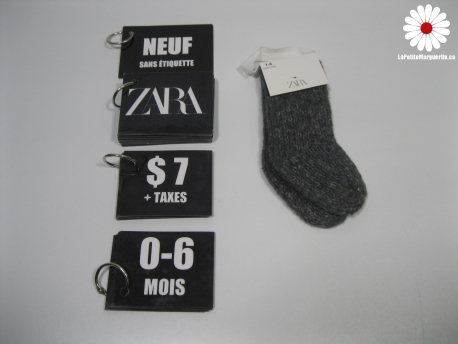 NEUF
SANS ÉTIQUETTE
ZARA
$7
+ TAXES
0-6
MOIS
ZARA
LaPetiteMarguerite.ca